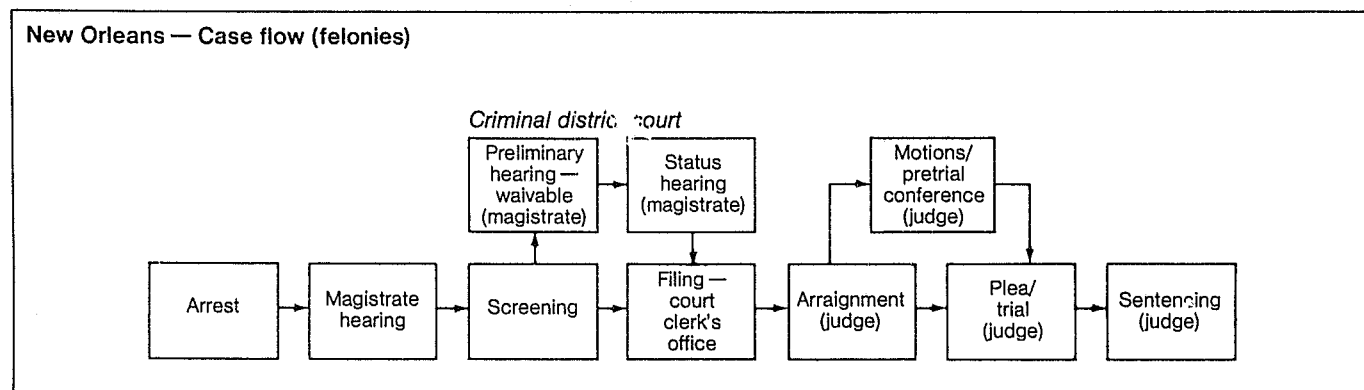 New Orleans — Case flow (felonies)
Criminal court
Preliminary
hearing —
waivable
(magistrate)
Status
hearing
(magistrate)
Motions/
pretrial
conference
(judge)
Arrest
Magistrate
hearing
Screening
Filing —
court
clerk's
office
Arraignment
(judge)
Plea/
trial
(judge)
Sentencing
(judge)